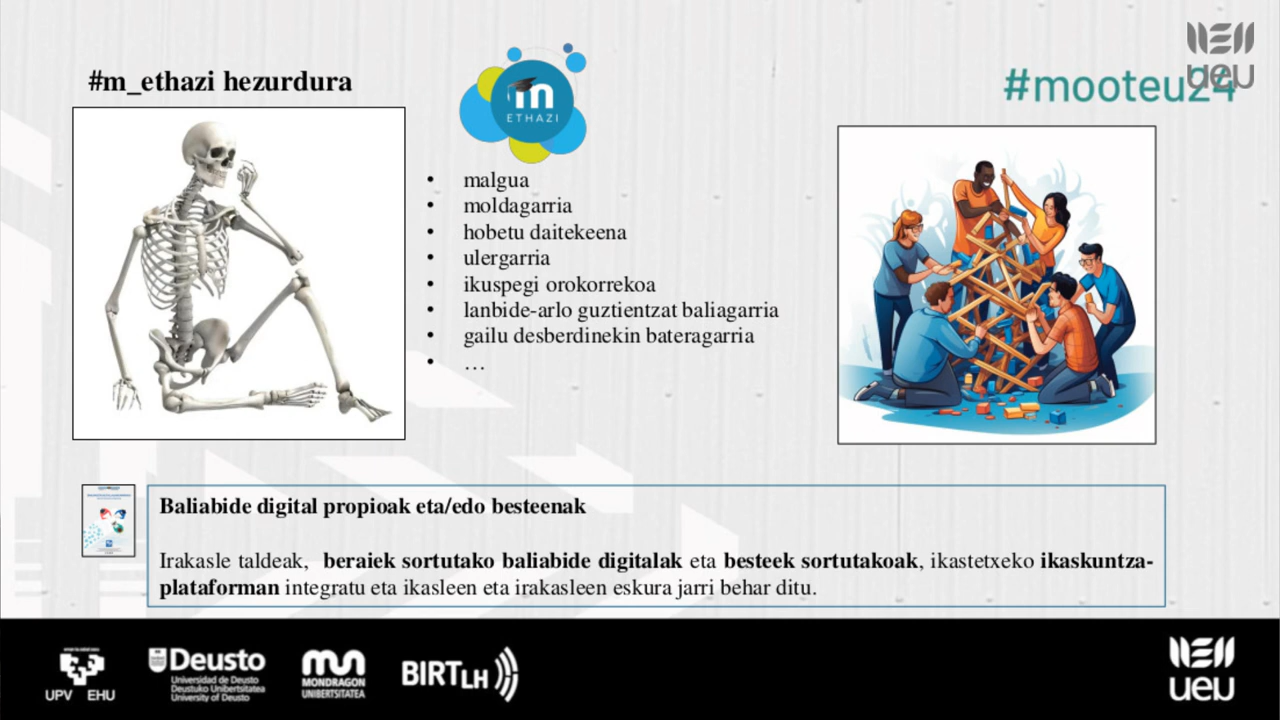 #m_ethazi hezurdura
m
ETHAZI
ueu
#mooteu24
• malgua
• moldagarria
• hobetu daitekeena
• ulergarria
• ikuspegi orokorrekoa
• lanbide-arlo guztientzat baliagarria
• gailu desberdinekin bateragarria
• …
Baliabide digital propioak eta/edo besteenak
Irakasle taldeak, beraiek sortutako baliabide digitalak eta besteek sortutakoak, ikastetxeko ikaskuntza-
plataforman integratu eta ikasleen eta irakasleen eskura jarri behar ditu.
UPV EHU
Deusto
Universidad de Deusto
Deustuko Unibertsitatea
University of Deusto
MONDRAGON
UNIBERTSITATEA
BIRTLH
ueu